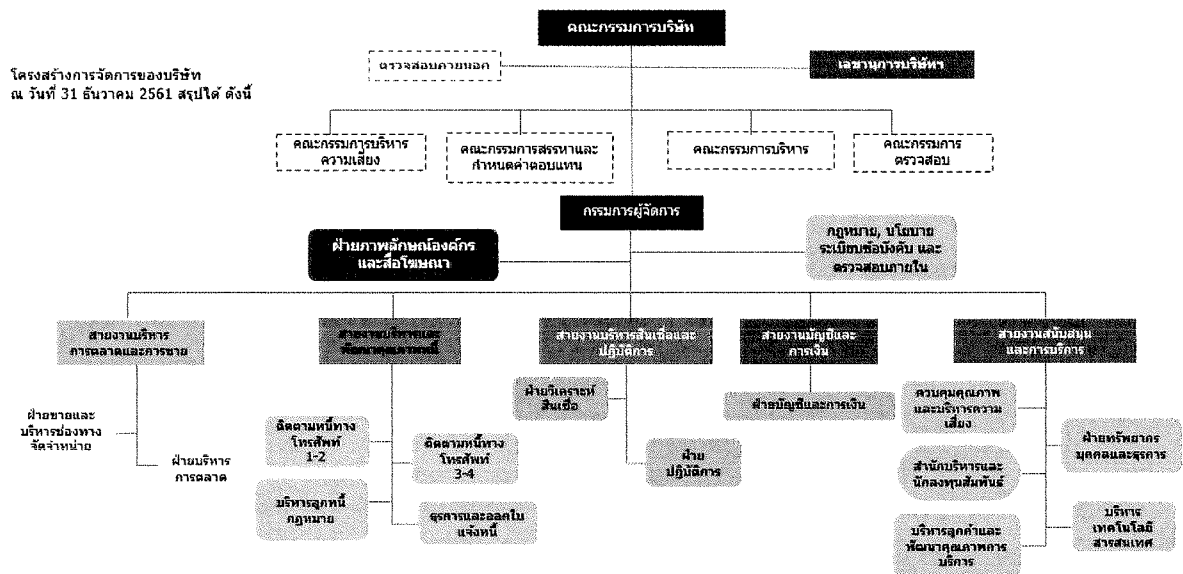 คณะกรรมการบริษัท
ตรวจสอบภายนอก
เลขานุการบริษัทฯ
โครงสร้างการจัดการของบริษัท
ณ วันที่ 31 ธันวาคม 2561 สรุปได้ ดังนี้
คณะกรรมการบริหาร
ความเสี่ยง
คณะกรรมการสรรหาและ
กำหนดค่าตอบแทน
คณะกรรมการบริหาร
คณะกรรมการ
ตรวจสอบ
กรรมการผู้จัดการ
ฝ่ายภาพลักษณ์องค์กร
และสื่อโฆษณา
กฎหมาย, นโยบาย
ระเบียบข้อบังคับ และ
ตรวจสอบภายใน
สายงานบริหาร
การตลาดและการขาย
สายงานบริหารและ
พัฒนาคุณภาพหนี้
สายงานบริหารสินเชื่อและ
ปฏิบัติการ
สายงานบัญชีและ
การเงิน
สายงานสนับสนุน
และการบริการ
ฝ่ายขายและ
บริหารช่องทาง
จัดจำหน่าย
ฝ่ายบริหาร
การตลาด
ติดตามหนี้ทาง
โทรศัพท์
1-2
ติดตามหนี้ทาง
โทรศัพท์
3-4
บริหารลูกหนี้
กฎหมาย
ธุรการและออกใบ
แจ้งหนี้
ฝ่ายวิเคราะห์
สินเชื่อ
ฝ่าย
ปฏิบัติการ
ฝ่ายบัญชีและการเงิน
ควบคุมคุณภาพ
และบริหารความ
เสี่ยง
ฝ่ายทรัพยากร
บุคคลและธุรการ
สำนักบริหารและ
นักลงทุนสัมพันธ์
บริหาร
เทคโนโลยี
สารสนเทศ
บริหารลูกค้าและ
พัฒนาคุณภาพการ
บริการ